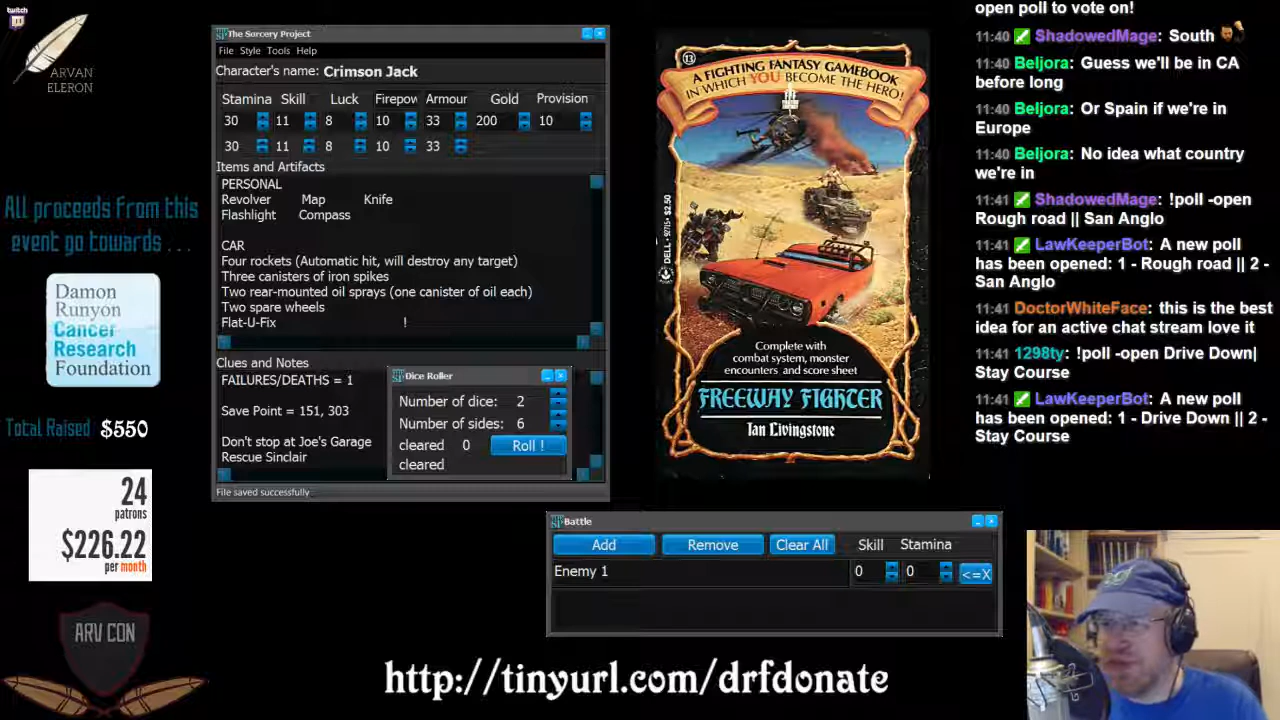 twitch
ARVAN
ELERON
All proceeds from this
event go towards . . .
Damon
Runyon
Cancer
Research
Foundation
Total Raised $550
24
patrons
$226.22
per month
ARV CON
The Sorcery Project
File Style Tools Help
Character's name: Crimson Jack
Stamina Skill Luck Firepow Armour Gold Provision
30 11 8 10 33 200 10
30 11 8 10 33
Items and Artifacts
PERSONAL
Revolver Map Knife
Flashlight Compass
CAR
Four rockets (Automatic hit, will destroy any target)
Three canisters of iron spikes
Two rear-mounted oil sprays (one canister of oil each)
Two spare wheels
Flat-U-Fix !
Clues and Notes
FAILURES/DEATHS = 1
Save Point = 151, 303
Don't stop at Joe's Garage
Rescue Sinclair
File saved successfully
Dice Roller
Number of dice: 2
Number of sides: 6
cleared 0 Roll !
cleared
13
A FIGHTING FANTASY GAMEBOOK
IN WHICH YOU BECOME THE HERO!
DELL • 92715 • $2.50
Complete with
combat system, monster
encounters and score sheet
FREEWAY FIGHTER
Ian Livingstone
Battle
Add Remove Clear All Skill Stamina
Enemy 1 0 0 <=X
http://tinyurl.com/drfdonate
open poll to vote on!
11:40 ShadowedMage: South
11:40 Beljora: Guess we'll be in CA
before long
11:40 Beljora: Or Spain if we're in
Europe
11:40 Beljora: No idea what country
we're in
11:41 ShadowedMage: !poll -open
Rough road || San Anglo
11:41 LawKeeperBot: A new poll
has been opened: 1 - Rough road || 2 -
San Anglo
11:41 DoctorWhiteFace: this is the best
idea for an active chat stream love it
11:41 1298ty: !poll -open Drive Down|
Stay Course
11:41 LawKeeperBot: A new poll
has been opened: 1 - Drive Down || 2 -
Stay Course